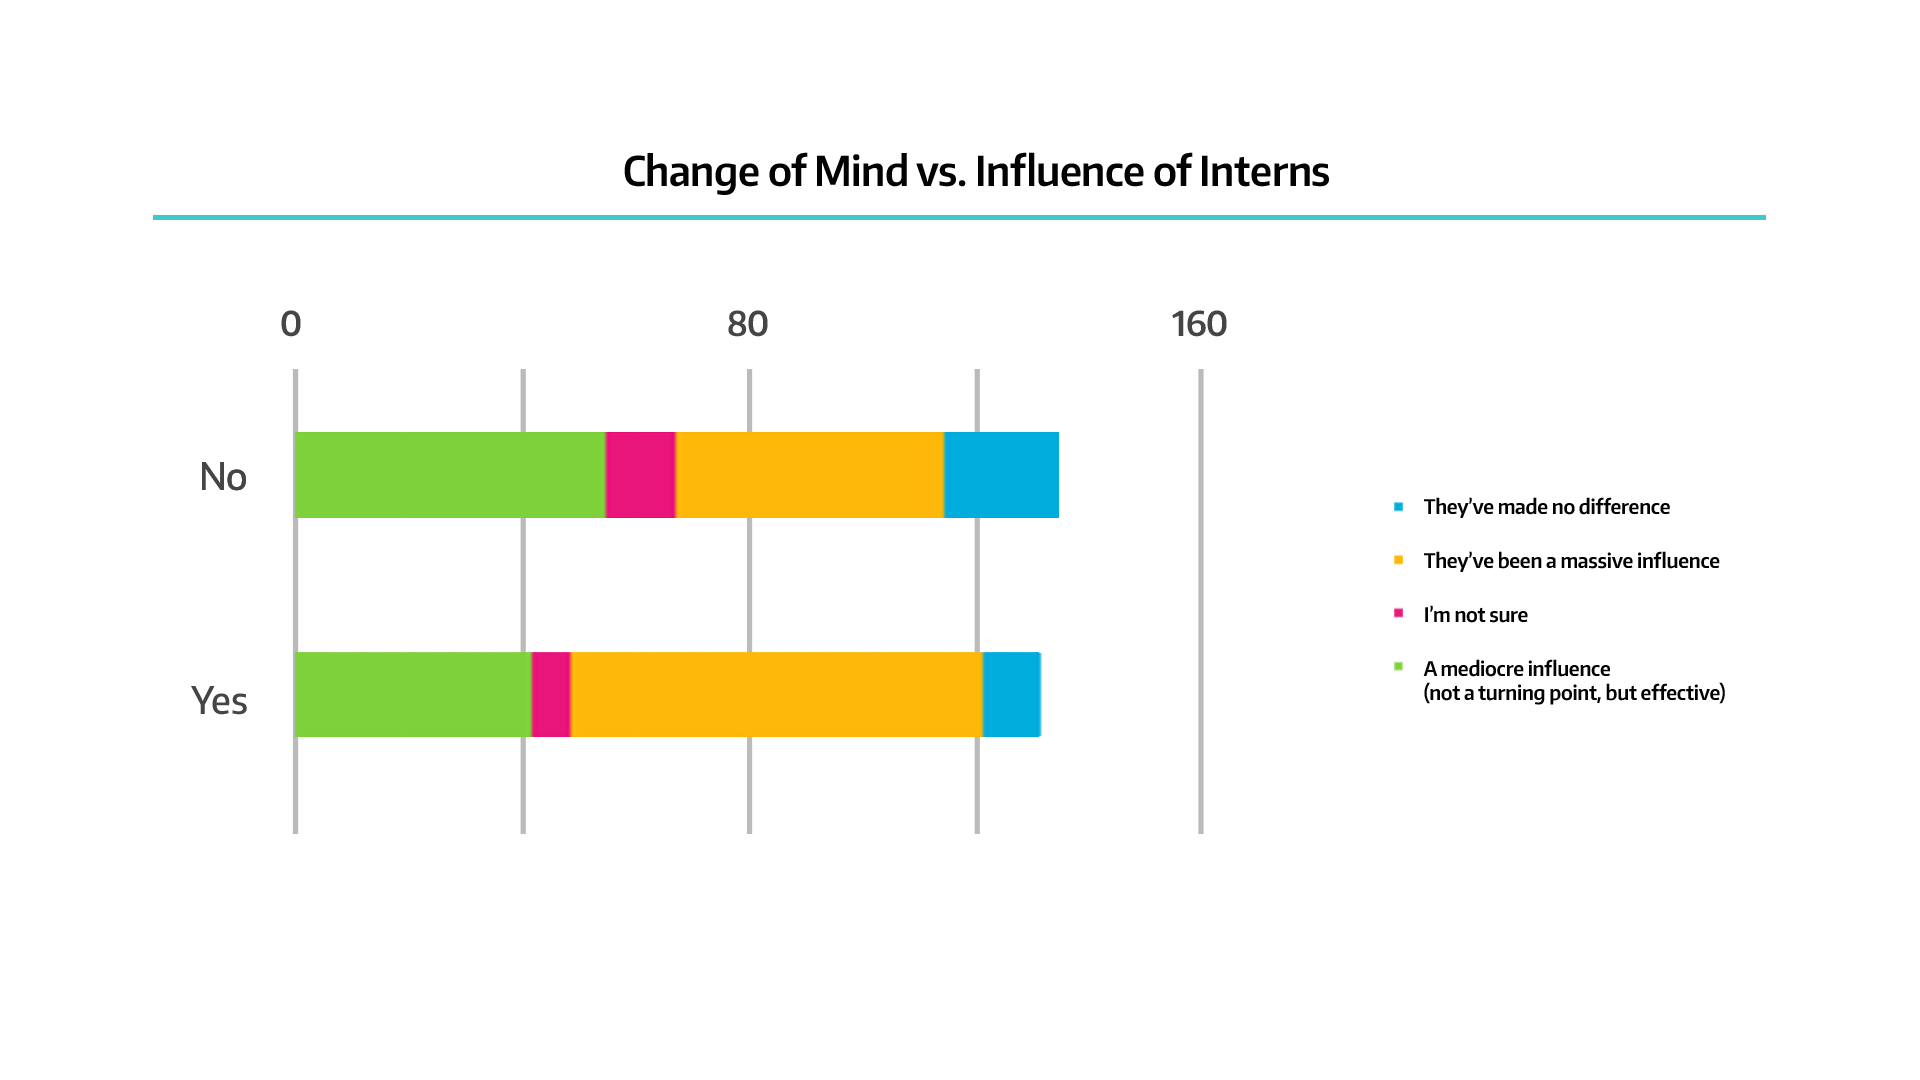 Change of Mind vs. Influence of Interns
0
80
160
No
Yes
They've made no difference
They've been a massive influence
I'm not sure
A mediocre influence
(not a turning point, but effective)